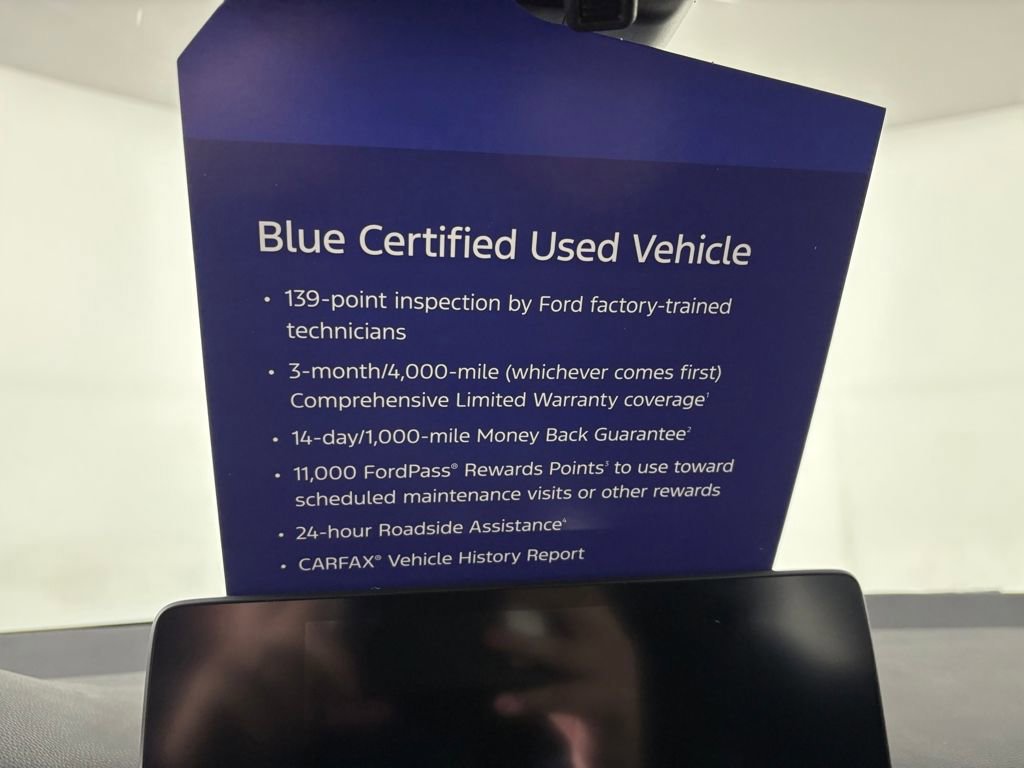 Blue Certified Used Vehicle
• 139-point inspection by Ford factory-trained
technicians
• 3-month/4,000-mile (whichever comes first)
Comprehensive Limited Warranty coverage¹
• 14-day/1,000-mile Money Back Guarantee²
• 11,000 FordPass® Rewards Points³ to use toward
scheduled maintenance visits or other rewards
• 24-hour Roadside Assistance⁴
• CARFAX® Vehicle History Report